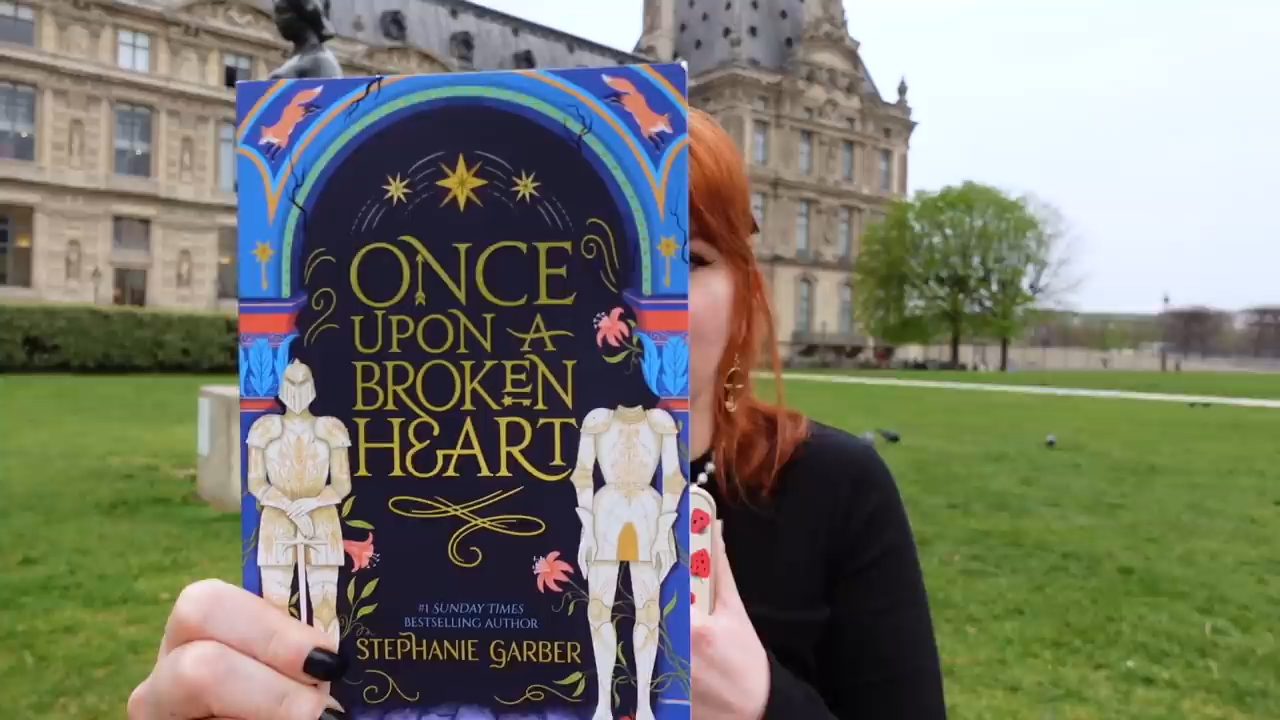 ONCE
UPON A
BROKEN
HEART
#1 SUNDAY TIMES
BESTSELLING AUTHOR
STEPHANIE GARBER